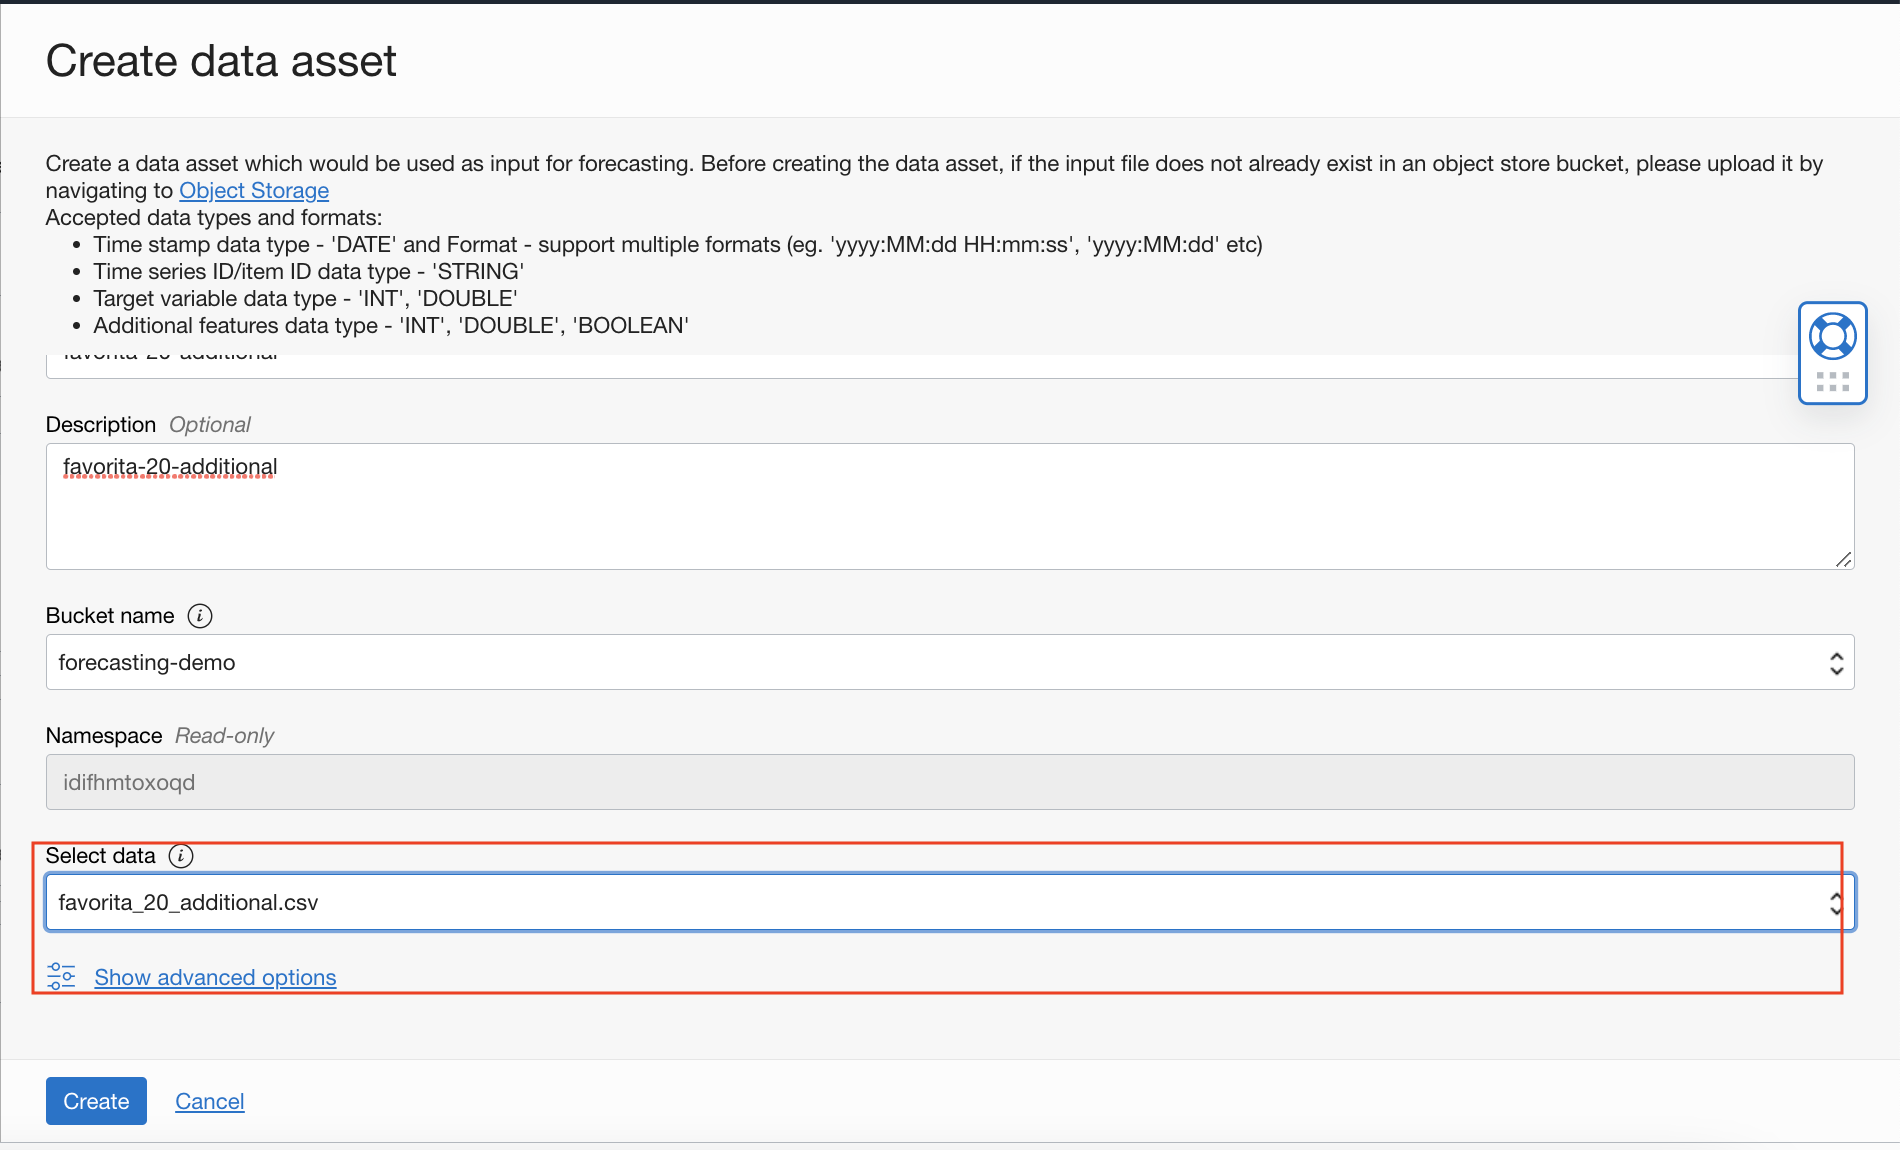 Create data asset
Create a data asset which would be used as input for forecasting. Before creating the data asset, if the input file does not already exist in an object store bucket, please upload it by
navigating to Object Storage
Accepted data types and formats:
• Time stamp data type - 'DATE' and Format - support multiple formats (eg. 'yyyy:MM:dd HH:mm:ss', 'yyyy:MM:dd' etc)
• Time series ID/item ID data type - 'STRING'
• Target variable data type - 'INT', 'DOUBLE'
• Additional features data type - 'INT', 'DOUBLE', 'BOOLEAN'
favorita-20-additional
Description Optional
favorita-20-additional
Bucket name i
forecasting-demo
Namespace Read-only
idifhmtoxoqd
Select data i
favorita_20_additional.csv
Show advanced options
Create Cancel